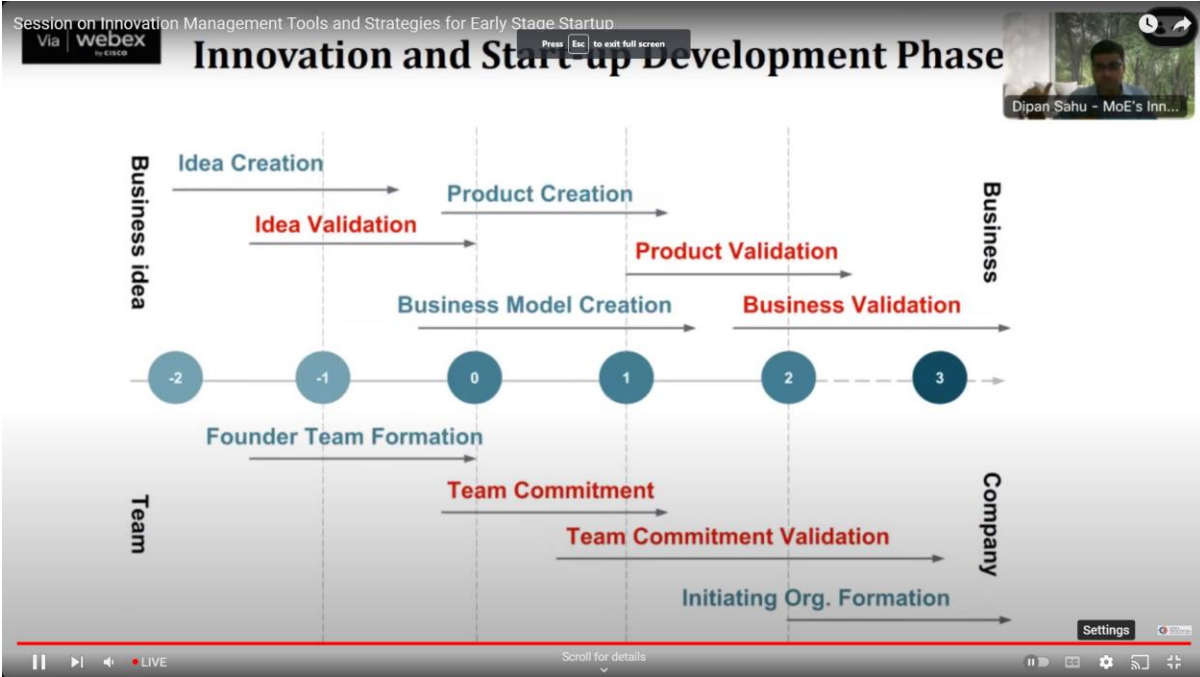 Session on Innovation Management Tools and Strategies for Early Stage Startup
Via webex
by CISCO
Press Esc to exit full screen
Innovation and Start-up Development Phase
Dipan Sahu - MoE's Inn...
Business idea
Idea Creation
Product Creation
Idea Validation
Business
Product Validation
Business Model Creation
Business Validation
-2 -1 0 1 2 3
Founder Team Formation
Team
Team Commitment
Company
Team Commitment Validation
Initiating Org. Formation
Settings
LIVE
Scroll for details
CC